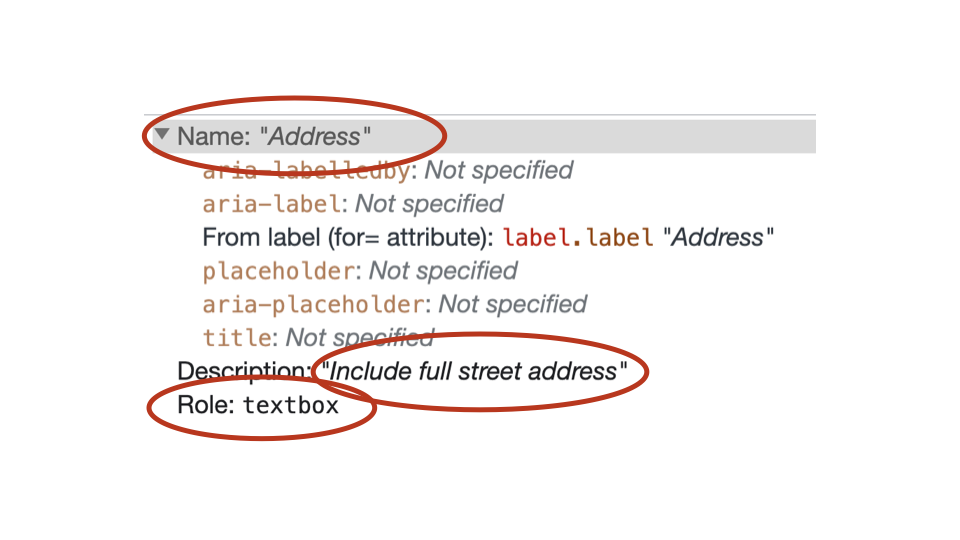 Name: "Address"
aria-labelledby: Not specified
aria-label: Not specified
From label (for= attribute): label.label "Address"
placeholder: Not specified
aria-placeholder: Not specified
title: Not specified
Description: "Include full street address"
Role: textbox